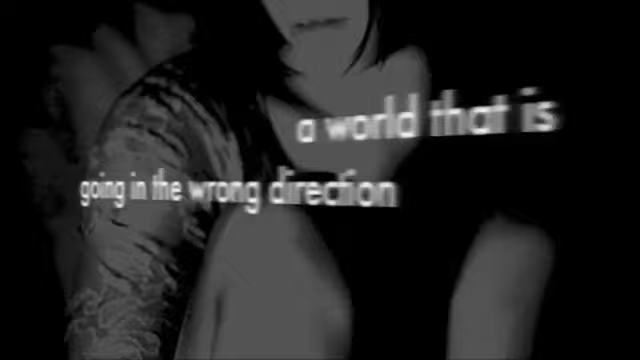 a world that is
going in the wrong direction